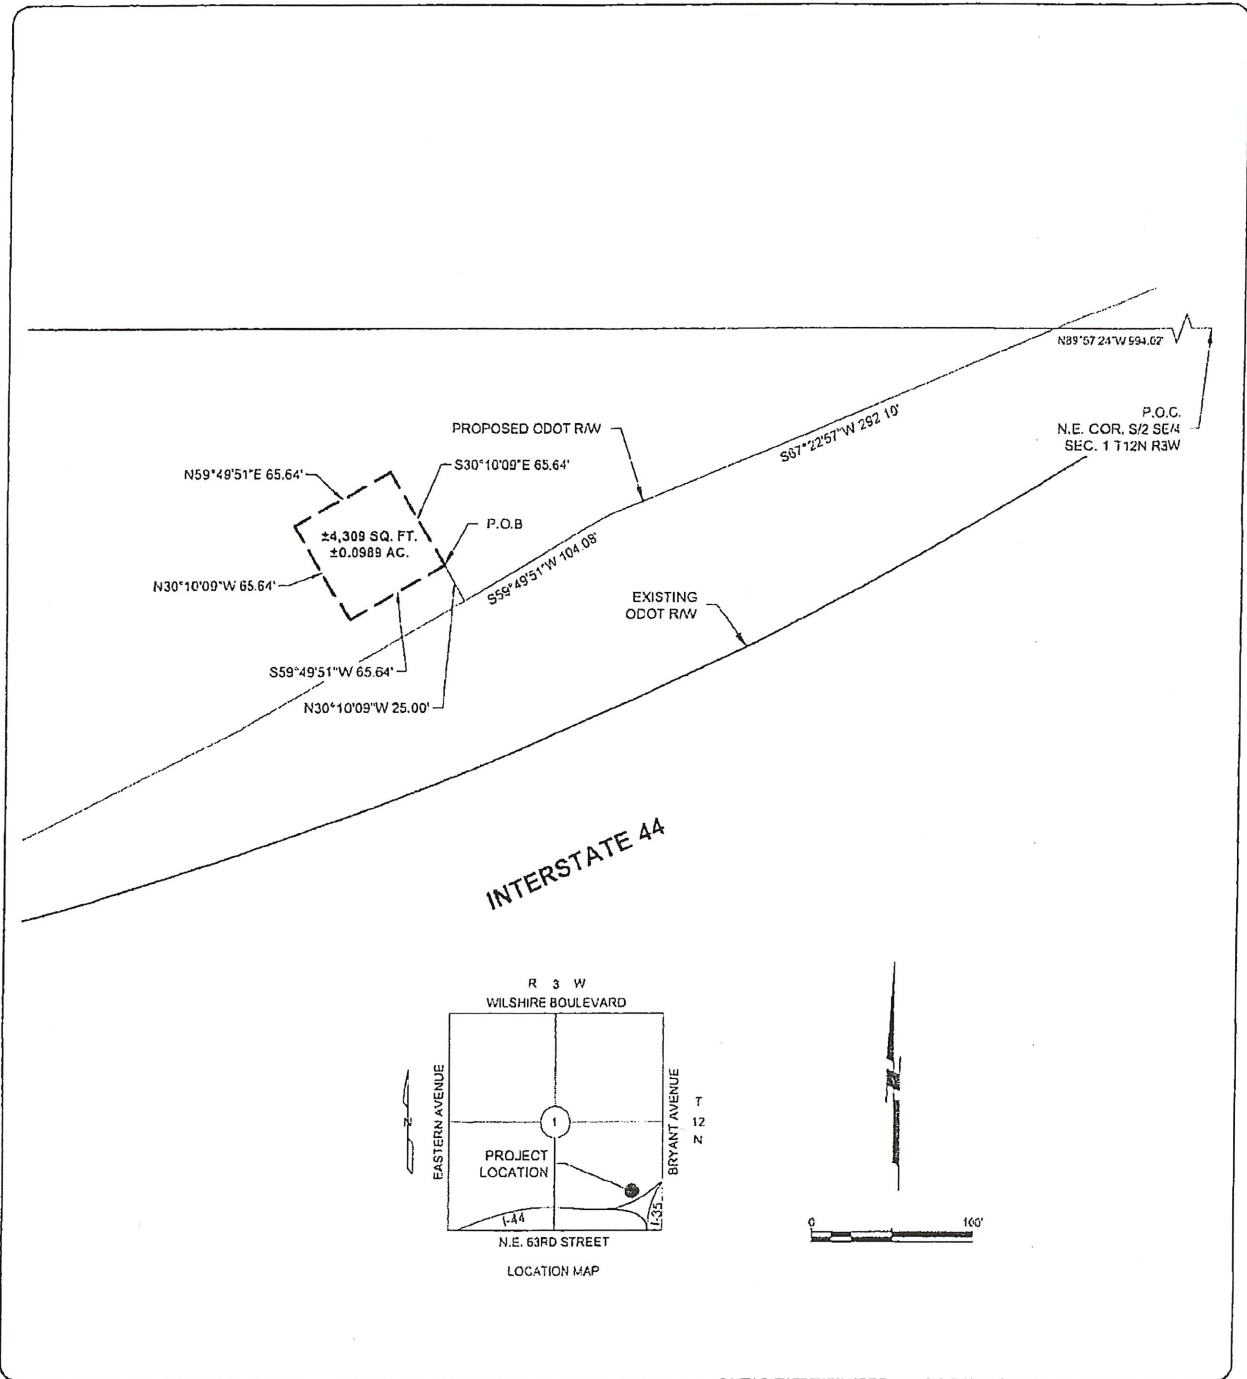 N89°57'24"W 994.02'
P.O.C.
N.E. COR. S/2 SE/4
SEC. 1 T12N R3W
S67°22'57"W 292.10'
PROPOSED ODOT R/W
N59°49'51"E 65.64'
S30°10'09"E 65.64'
P.O.B
±4,309 SQ. FT.
±0.0989 AC.
S59°49'51"W 104.08'
N30°10'09"W 65.64'
EXISTING
ODOT R/W
S59°49'51"W 65.64'
N30°10'09"W 25.00'
INTERSTATE 44
R 3 W
WILSHIRE BOULEVARD
EASTERN AVENUE
BRYANT AVENUE
T
12
N
N
1
PROJECT
LOCATION
I-44
I-35
N.E. 63RD STREET
LOCATION MAP
N
0 100'